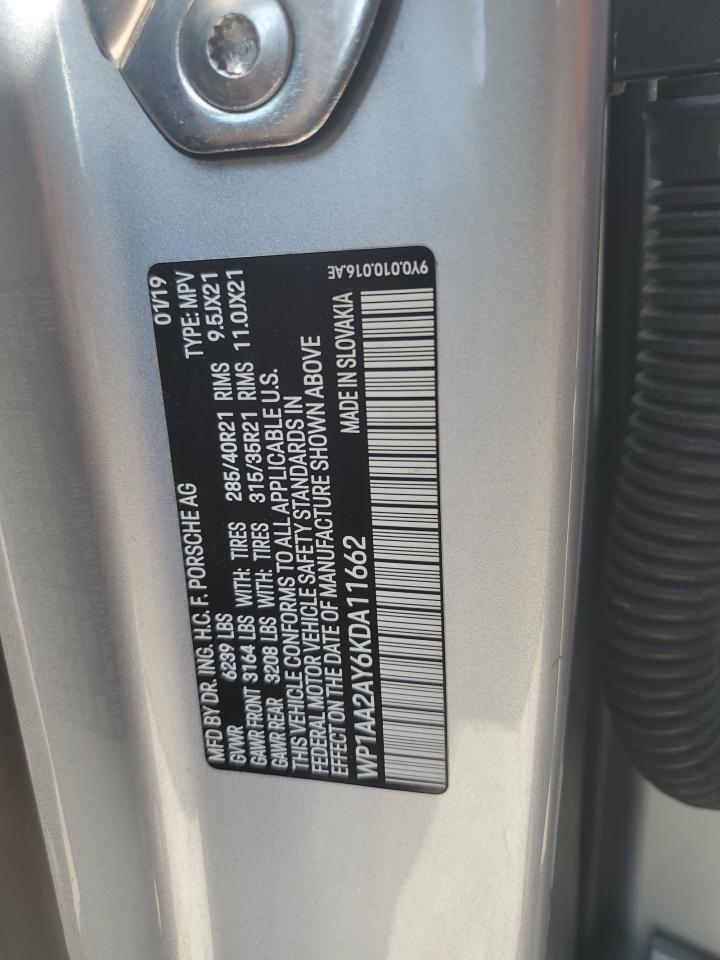 MFD BY DR. ING. H.C. F. PORSCHE AG 01/19
GVWR 6239 LBS TYPE: MPV
GAWR FRONT 3164 LBS WITH: TIRES 285/40R21 RIMS 9.5JX21
GAWR REAR 3208 LBS WITH: TIRES 315/35R21 RIMS 11.0JX21
THIS VEHICLE CONFORMS TO ALL APPLICABLE U.S.
FEDERAL MOTOR VEHICLE SAFETY STANDARDS IN
EFFECT ON THE DATE OF MANUFACTURE SHOWN ABOVE
WP1AA2AY6KDA11662 MADE IN SLOVAKIA
9Y0.010.016.AE